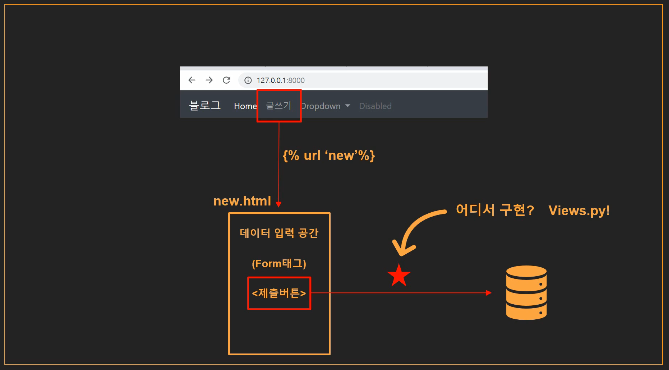 127.0.0.1:8000
블로그 Home 글쓰기 Dropdown Disabled
{% url ‘new’%}
new.html
어디서 구현? Views.py!
데이터 입력 공간
(Form태그)
<제출버튼>